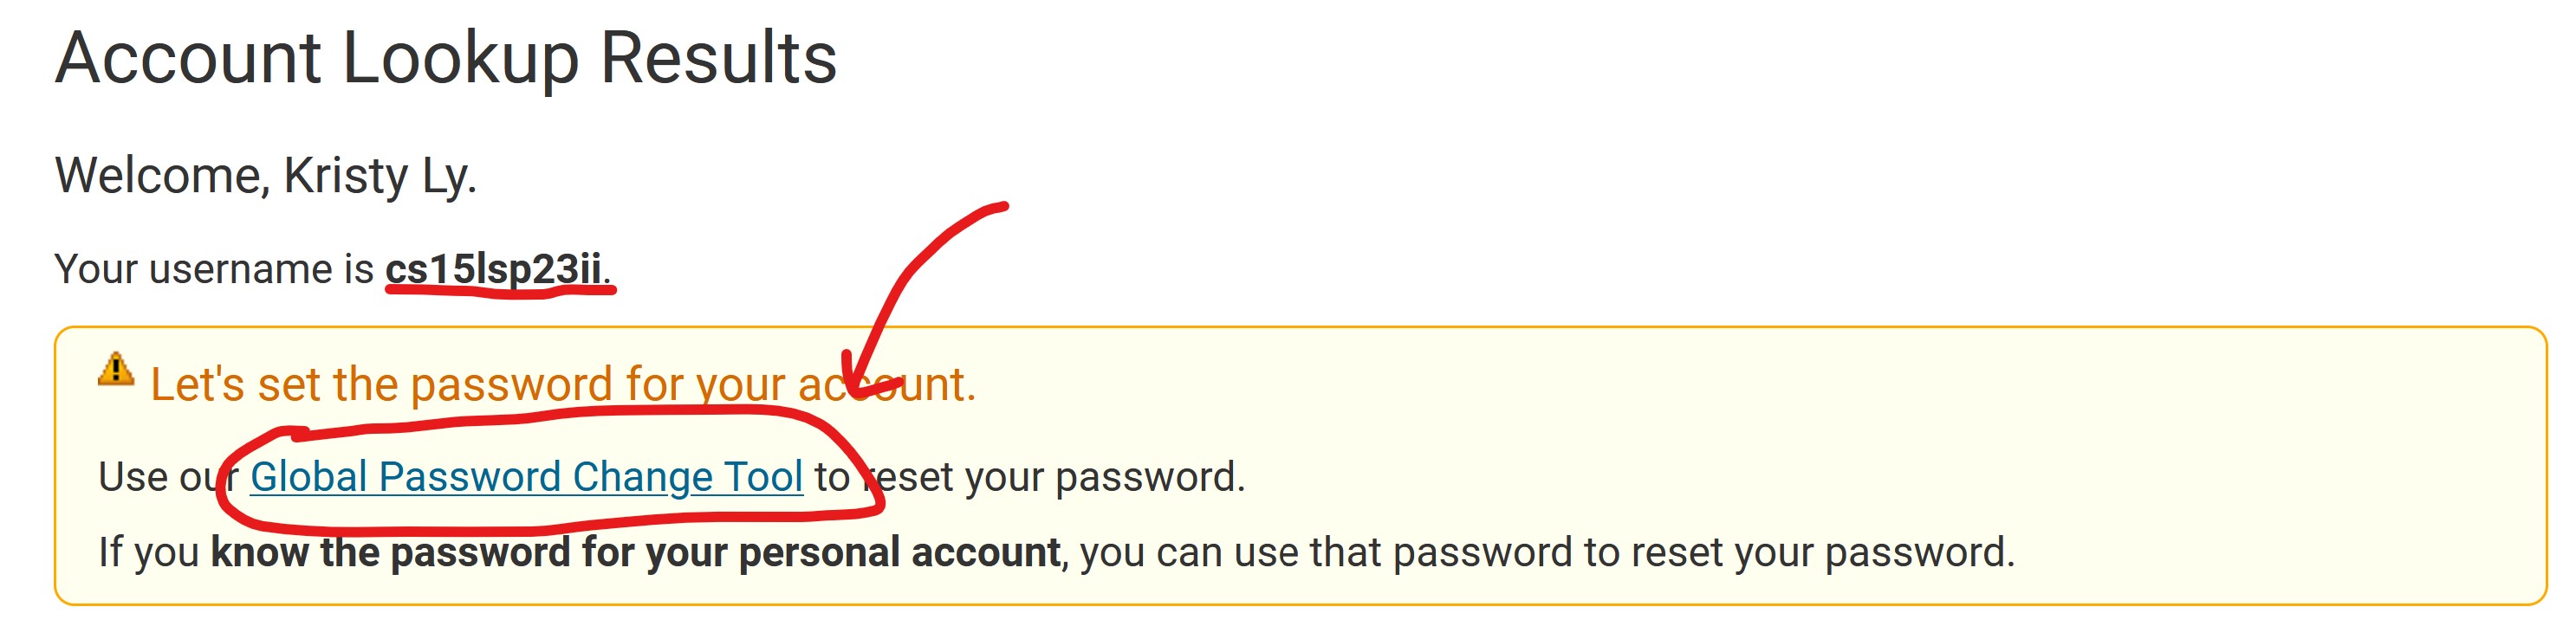 Account Lookup Results
Welcome, Kristy Ly.
Your username is cs15lsp23ii.
Let's set the password for your account.
Use our Global Password Change Tool to reset your password.
If you know the password for your personal account, you can use that password to reset your password.